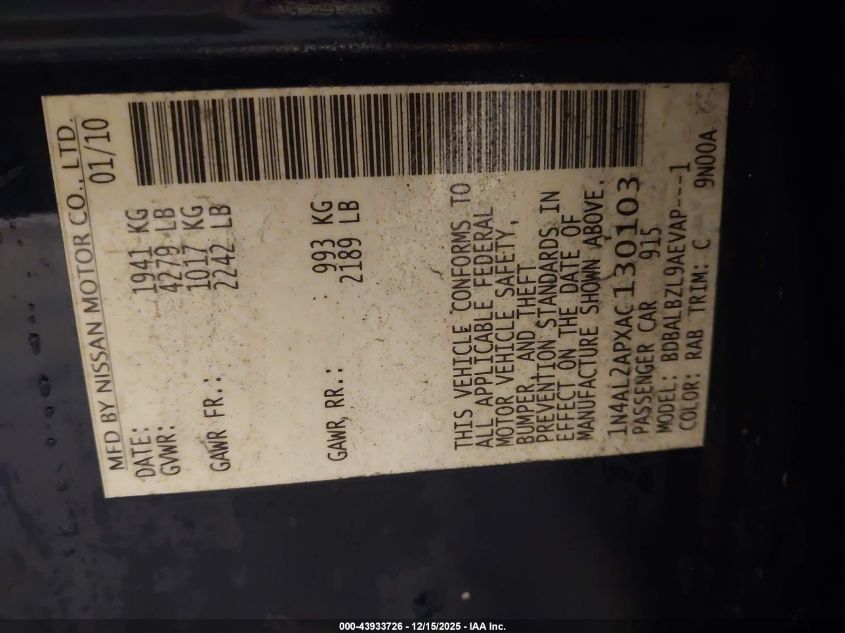 MFD BY NISSAN MOTOR CO., LTD.
DATE: 01/10
GVWR: 1941 KG
4279 LB
GAWR FR.: 1017 KG
2242 LB
GAWR, RR.: 993 KG
2189 LB
THIS VEHICLE CONFORMS TO
ALL APPLICABLE FEDERAL
MOTOR VEHICLE SAFETY,
BUMPER, AND THEFT
PREVENTION STANDARDS IN
EFFECT ON THE DATE OF
MANUFACTURE SHOWN ABOVE.
1N4AL2APXAC130103
PASSENGER CAR 915
MODEL: BDBALBZL9AEVAP----1
COLOR: RAB TRIM: C 9N00A
000-43933726 - 12/15/2025 - IAA Inc.